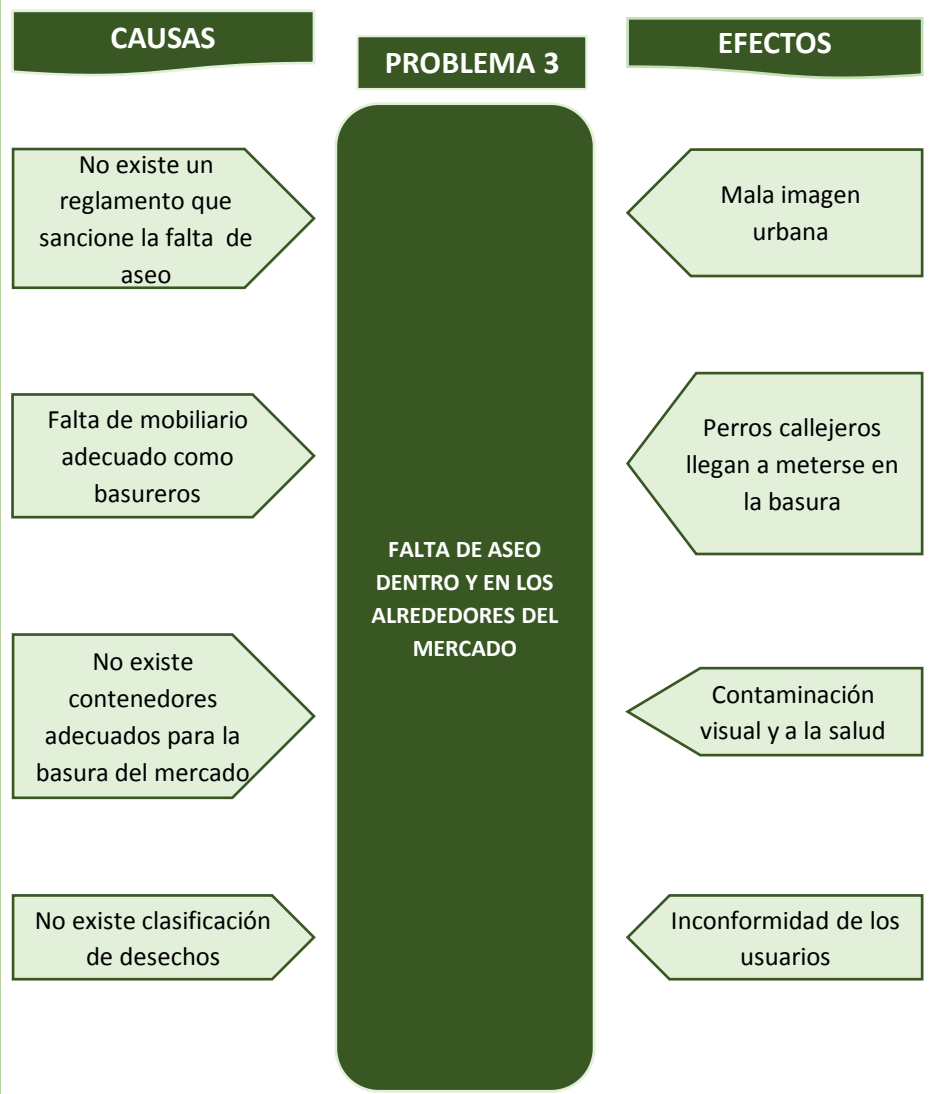 CAUSAS
No existe un
reglamento que
sancione la falta  de
aseo
Falta de mobiliario
adecuado como
basureros
No existe
contenedores
adecuados para la
basura del mercado
No existe clasificación
de desechos
PROBLEMA 3
FALTA DE ASEO
DENTRO Y EN LOS
ALREDEDORES DEL
MERCADO
EFECTOS
Mala imagen
urbana
Perros callejeros
llegan a meterse en
la basura
Contaminación
visual y a la salud
Inconformidad de los
usuarios